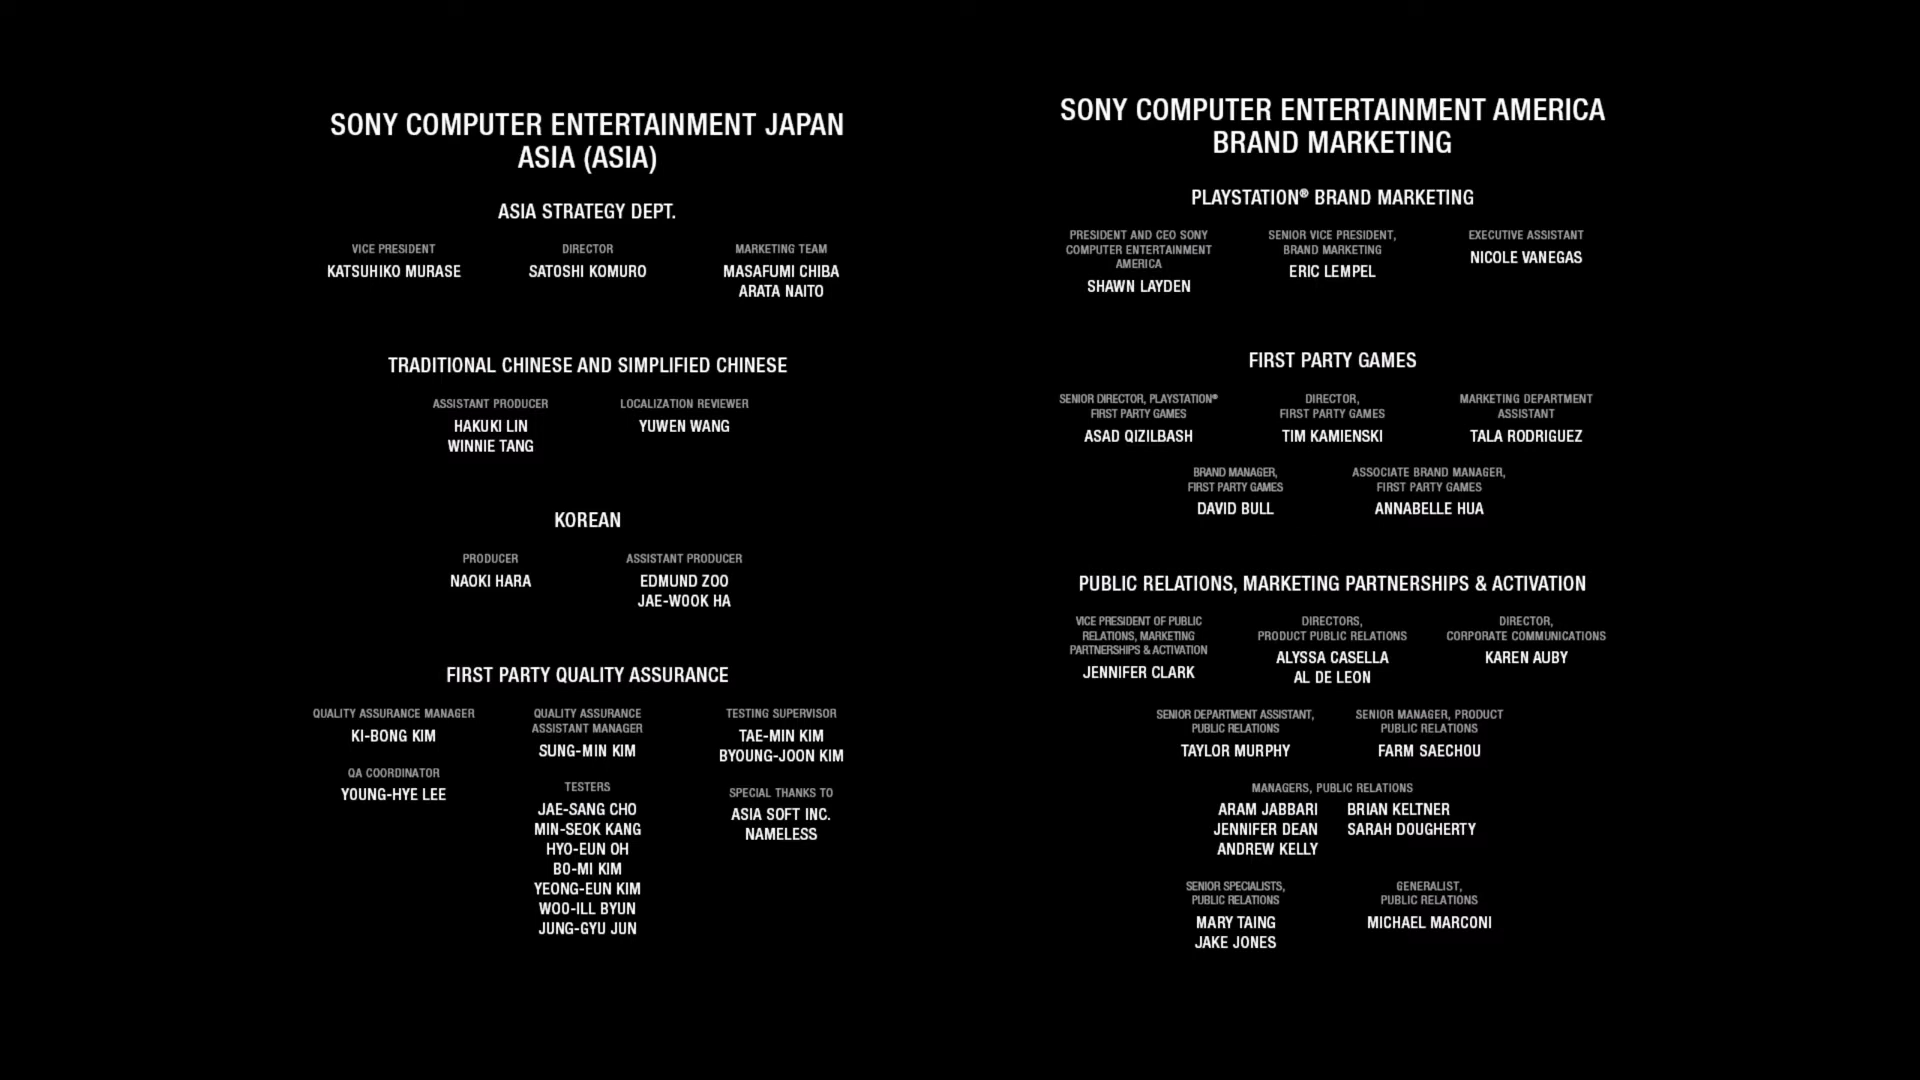 SONY COMPUTER ENTERTAINMENT JAPAN
ASIA (ASIA)
ASIA STRATEGY DEPT.
VICE PRESIDENT
KATSUHIKO MURASE
DIRECTOR
SATOSHI KOMURO
MARKETING TEAM
MASAFUMI CHIBA
ARATA NAITO
TRADITIONAL CHINESE AND SIMPLIFIED CHINESE
ASSISTANT PRODUCER
HAKUKI LIN
WINNIE TANG
LOCALIZATION REVIEWER
YUWEN WANG
KOREAN
PRODUCER
NAOKI HARA
ASSISTANT PRODUCER
EDMUND ZOO
JAE-WOOK HA
FIRST PARTY QUALITY ASSURANCE
QUALITY ASSURANCE MANAGER
KI-BONG KIM
QA COORDINATOR
YOUNG-HYE LEE
QUALITY ASSURANCE
ASSISTANT MANAGER
SUNG-MIN KIM
TESTERS
JAE-SANG CHO
MIN-SEOK KANG
HYO-EUN OH
BO-MI KIM
YEONG-EUN KIM
WOO-ILL BYUN
JUNG-GYU JUN
TESTING SUPERVISOR
TAE-MIN KIM
BYOUNG-JOON KIM
SPECIAL THANKS TO
ASIA SOFT INC.
NAMELESS
SONY COMPUTER ENTERTAINMENT AMERICA
BRAND MARKETING
PLAYSTATION® BRAND MARKETING
PRESIDENT AND CEO SONY
COMPUTER ENTERTAINMENT
AMERICA
SHAWN LAYDEN
SENIOR VICE PRESIDENT,
BRAND MARKETING
ERIC LEMPEL
EXECUTIVE ASSISTANT
NICOLE VANEGAS
FIRST PARTY GAMES
SENIOR DIRECTOR, PLAYSTATION®
FIRST PARTY GAMES
ASAD QIZILBASH
DIRECTOR,
FIRST PARTY GAMES
TIM KAMIENSKI
MARKETING DEPARTMENT
ASSISTANT
TALA RODRIGUEZ
BRAND MANAGER,
FIRST PARTY GAMES
DAVID BULL
ASSOCIATE BRAND MANAGER,
FIRST PARTY GAMES
ANNABELLE HUA
PUBLIC RELATIONS, MARKETING PARTNERSHIPS & ACTIVATION
VICE PRESIDENT OF PUBLIC
RELATIONS, MARKETING
PARTNERSHIPS & ACTIVATION
JENNIFER CLARK
DIRECTORS,
PRODUCT PUBLIC RELATIONS
ALYSSA CASELLA
AL DE LEON
DIRECTOR,
CORPORATE COMMUNICATIONS
KAREN AUBY
SENIOR DEPARTMENT ASSISTANT,
PUBLIC RELATIONS
TAYLOR MURPHY
SENIOR MANAGER, PRODUCT
PUBLIC RELATIONS
FARM SAECHOU
MANAGERS, PUBLIC RELATIONS
ARAM JABBARI
JENNIFER DEAN
ANDREW KELLY
BRIAN KELTNER
SARAH DOUGHERTY
SENIOR SPECIALISTS,
PUBLIC RELATIONS
MARY TAING
JAKE JONES
GENERALIST,
PUBLIC RELATIONS
MICHAEL MARCONI